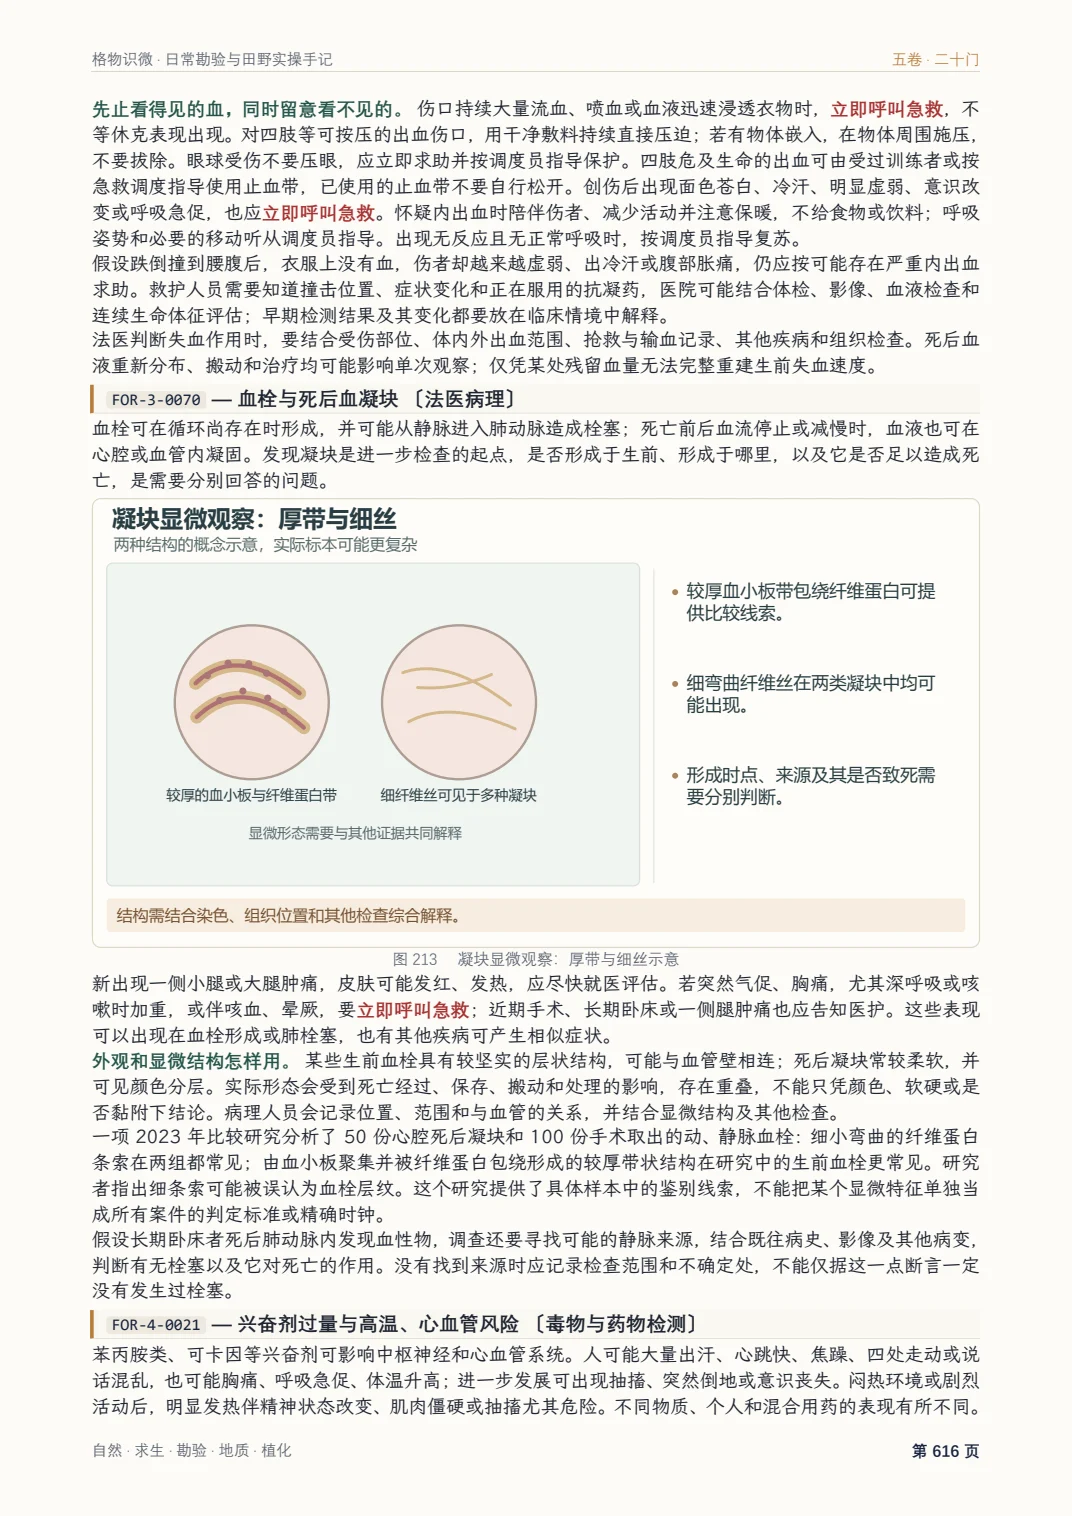 格物识微 · 日常勘验与田野实操手记
五卷 · 二十门
先止看得见的血，同时留意看不见的。 伤口持续大量流血、喷血或血液迅速浸透衣物时，立即呼叫急救，不
等休克表现出现。对四肢等可按压的出血伤口，用干净敷料持续直接压迫；若有物体嵌入，在物体周围施压，
不要拔除。眼球受伤不要压眼，应立即求助并按调度员指导保护。四肢危及生命的出血可由受过训练者或按
急救调度指导使用止血带，已使用的止血带不要自行松开。创伤后出现面色苍白、冷汗、明显虚弱、意识改
变或呼吸急促，也应立即呼叫急救。怀疑内出血时陪伴伤者、减少活动并注意保暖，不给食物或饮料；呼吸
姿势和必要的移动听从调度员指导。出现无反应且无正常呼吸时，按调度员指导复苏。
假设跌倒撞到腰腹后，衣服上没有血，伤者却越来越虚弱、出冷汗或腹部胀痛，仍应按可能存在严重内出血
求助。救护人员需要知道撞击位置、症状变化和正在服用的抗凝药，医院可能结合体检、影像、血液检查和
连续生命体征评估；早期检测结果及其变化都要放在临床情境中解释。
法医判断失血作用时，要结合受伤部位、体内外出血范围、抢救与输血记录、其他疾病和组织检查。死后血
液重新分布、搬动和治疗均可能影响单次观察；仅凭某处残留血量无法完整重建生前失血速度。
FOR-3-0070 — 血栓与死后血凝块 〔法医病理〕
血栓可在循环尚存在时形成，并可能从静脉进入肺动脉造成栓塞；死亡前后血流停止或减慢时，血液也可在
心腔或血管内凝固。发现凝块是进一步检查的起点，是否形成于生前、形成于哪里，以及它是否足以造成死
亡，是需要分别回答的问题。
凝块显微观察：厚带与细丝
两种结构的概念示意，实际标本可能更复杂
较厚的血小板与纤维蛋白带
细纤维丝可见于多种凝块
显微形态需要与其他证据共同解释
• 较厚血小板带包绕纤维蛋白可提
供比较线索。
• 细弯曲纤维丝在两类凝块中均可
能出现。
• 形成时点、来源及其是否致死需
要分别判断。
结构需结合染色、组织位置和其他检查综合解释。
图 213 凝块显微观察：厚带与细丝示意
新出现一侧小腿或大腿肿痛，皮肤可能发红、发热，应尽快就医评估。若突然气促、胸痛，尤其深呼吸或咳
嗽时加重，或伴咳血、晕厥，要立即呼叫急救；近期手术、长期卧床或一侧腿肿痛也应告知医护。这些表现
可以出现在血栓形成或肺栓塞，也有其他疾病可产生相似症状。
外观和显微结构怎样用。 某些生前血栓具有较坚实的层状结构，可能与血管壁相连；死后凝块常较柔软，并
可见颜色分层。实际形态会受到死亡经过、保存、搬动和处理的影响，存在重叠，不能只凭颜色、软硬或是
否黏附下结论。病理人员会记录位置、范围和与血管的关系，并结合显微结构及其他检查。
一项 2023 年比较研究分析了 50 份心腔死后凝块和 100 份手术取出的动、静脉血栓：细小弯曲的纤维蛋白
条索在两组都常见；由血小板聚集并被纤维蛋白包绕形成的较厚带状结构在研究中的生前血栓更常见。研究
者指出细条索可能被误认为血栓层纹。这个研究提供了具体样本中的鉴别线索，不能把某个显微特征单独当
成所有案件的判定标准或精确时钟。
假设长期卧床者死后肺动脉内发现血性物，调查还要寻找可能的静脉来源，结合既往病史、影像及其他病变，
判断有无栓塞以及它对死亡的作用。没有找到来源时应记录检查范围和不确定处，不能仅据这一点断言一定
没有发生过栓塞。
FOR-4-0021 — 兴奋剂过量与高温、心血管风险 〔毒物与药物检测〕
苯丙胺类、可卡因等兴奋剂可影响中枢神经和心血管系统。人可能大量出汗、心跳快、焦躁、四处走动或说
话混乱，也可能胸痛、呼吸急促、体温升高；进一步发展可出现抽搐、突然倒地或意识丧失。闷热环境或剧烈
活动后，明显发热伴精神状态改变、肌肉僵硬或抽搐尤其危险。不同物质、个人和混合用药的表现有所不同。
自然 · 求生 · 勘验 · 地质 · 植化
第 616 页